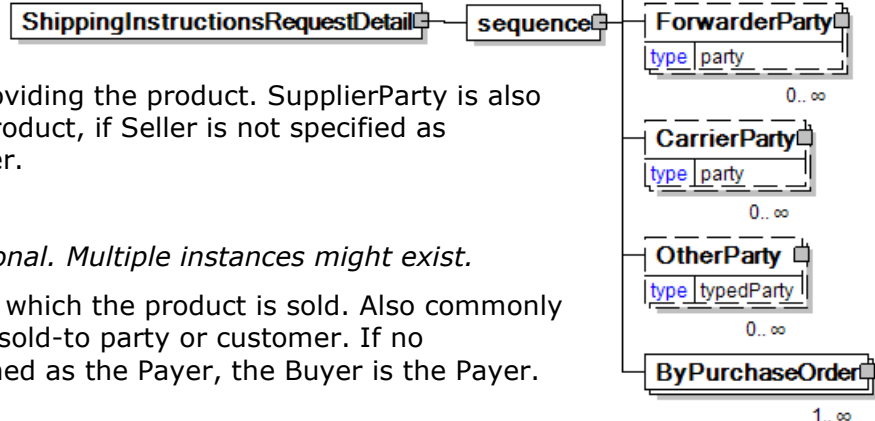 ShippingInstructionsRequestDetail
sequence
ForwarderParty
type party
0.. ∞
oviding the product. SupplierParty is also
roduct, if Seller is not specified as
er.
CarrierParty
type party
0.. ∞
onal. Multiple instances might exist.
OtherParty
type typedParty
0.. ∞
which the product is sold. Also commonly
sold-to party or customer. If no
ned as the Payer, the Buyer is the Payer.
ByPurchaseOrder
1.. ∞